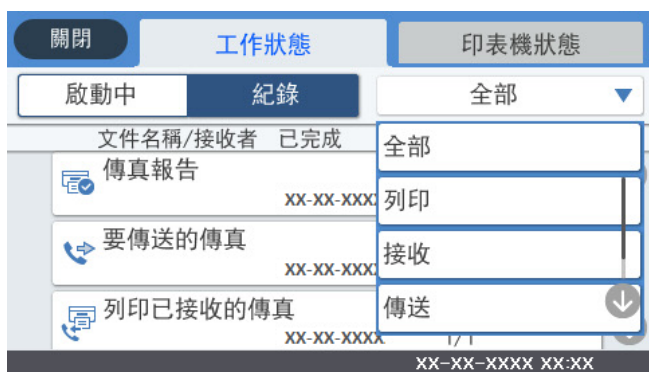 關閉
工作狀態
印表機狀態
啟動中
紀錄
全部
文件名稱/接收者 已完成
全部
傳真報告
XX-XX-XXX
列印
要傳送的傳真
XX-XX-XXX
接收
列印已接收的傳真
XX-XX-XXXX
傳送
1/1
XX-XX-XXXX XX:XX